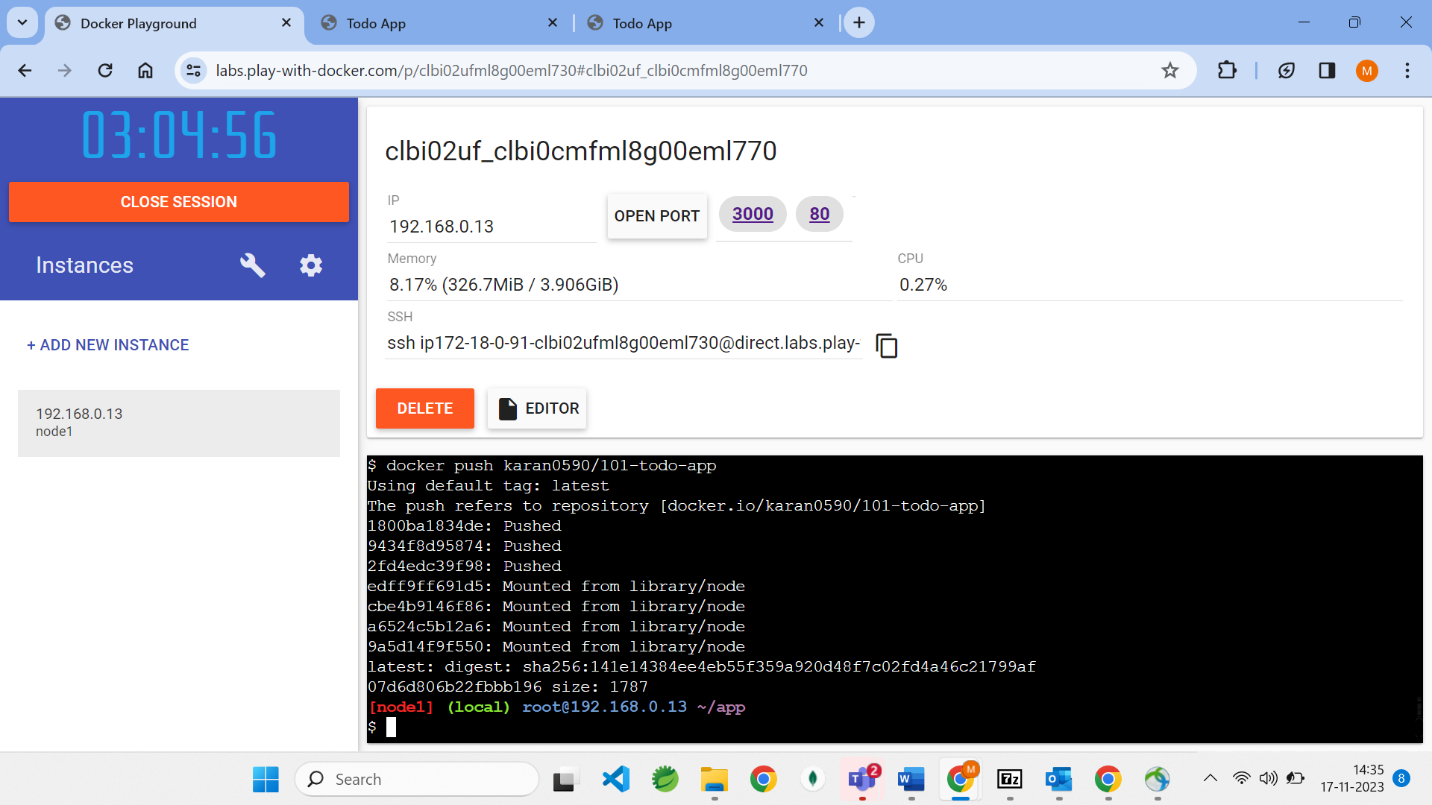 Docker Playground
Todo App
Todo App
labs.play-with-docker.com/p/clbi02ufml8g00eml730#clbi02uf_clbi0cmfml8g00eml770
M
03:04:56
CLOSE SESSION
Instances
+ ADD NEW INSTANCE
192.168.0.13
node1
clbi02uf_clbi0cmfml8g00eml770
IP
192.168.0.13
OPEN PORT
3000
80
Memory
8.17% (326.7MiB / 3.906GiB)
CPU
0.27%
SSH
ssh ip172-18-0-91-clbi02ufml8g00eml730@direct.labs.play-
DELETE
EDITOR
$ docker push karan0590/101-todo-app
Using default tag: latest
The push refers to repository [docker.io/karan0590/101-todo-app]
1800ba1834de: Pushed
9434f8d95874: Pushed
2fd4edc39f98: Pushed
edff9ff691d5: Mounted from library/node
cbe4b9146f86: Mounted from library/node
a6524c5b12a6: Mounted from library/node
9a5d14f9f550: Mounted from library/node
latest: digest: sha256:141e14384ee4eb55f359a920d48f7c02fd4a46c21799af
07d6d806b22fbbb196 size: 1787
[node1] (local) root@192.168.0.13 ~/app
$
Search
T
2
W
M
7z
14:35
17-11-2023
8